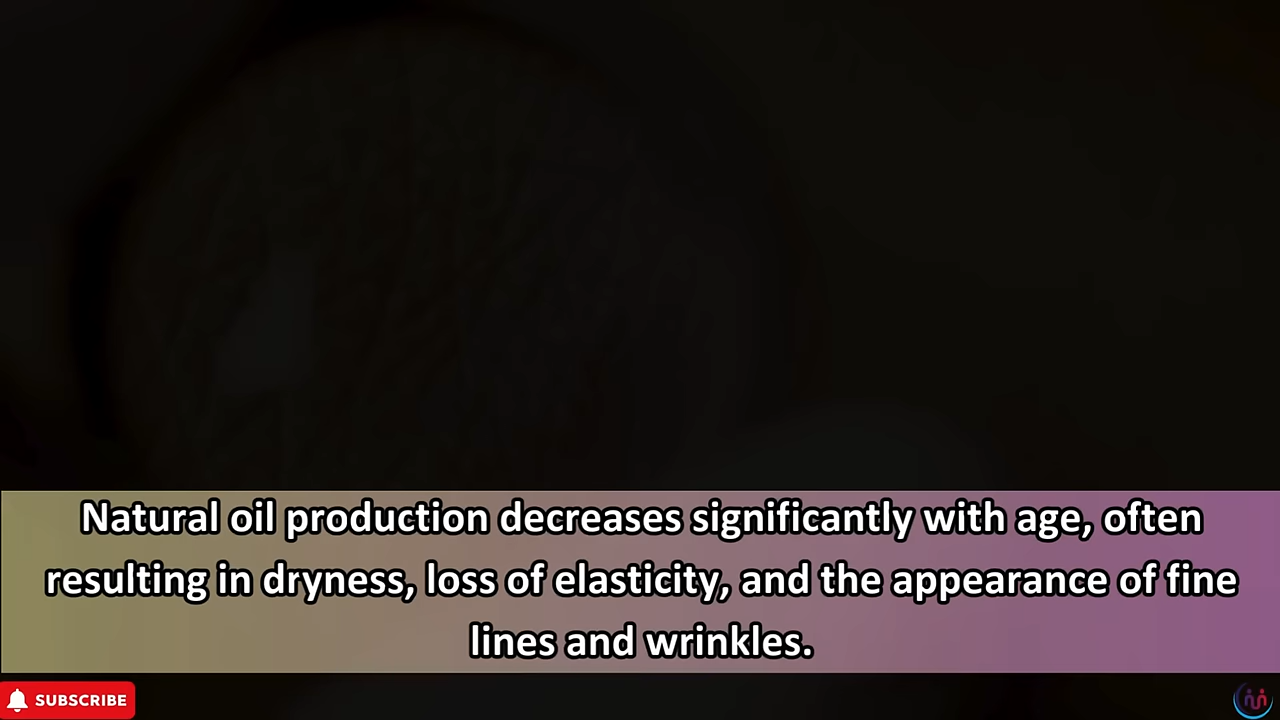 Natural oil production decreases significantly with age, often
resulting in dryness, loss of elasticity, and the appearance of fine
lines and wrinkles.
SUBSCRIBE